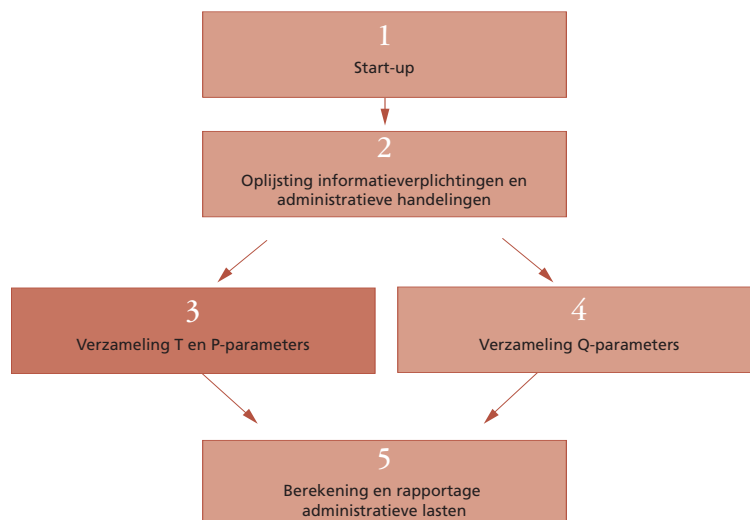 1
Start-up
2
Oplijsting informatieverplichtingen en
administratieve handelingen
3
Verzameling T en P-parameters
4
Verzameling Q-parameters
5
Berekening en rapportage
administratieve lasten